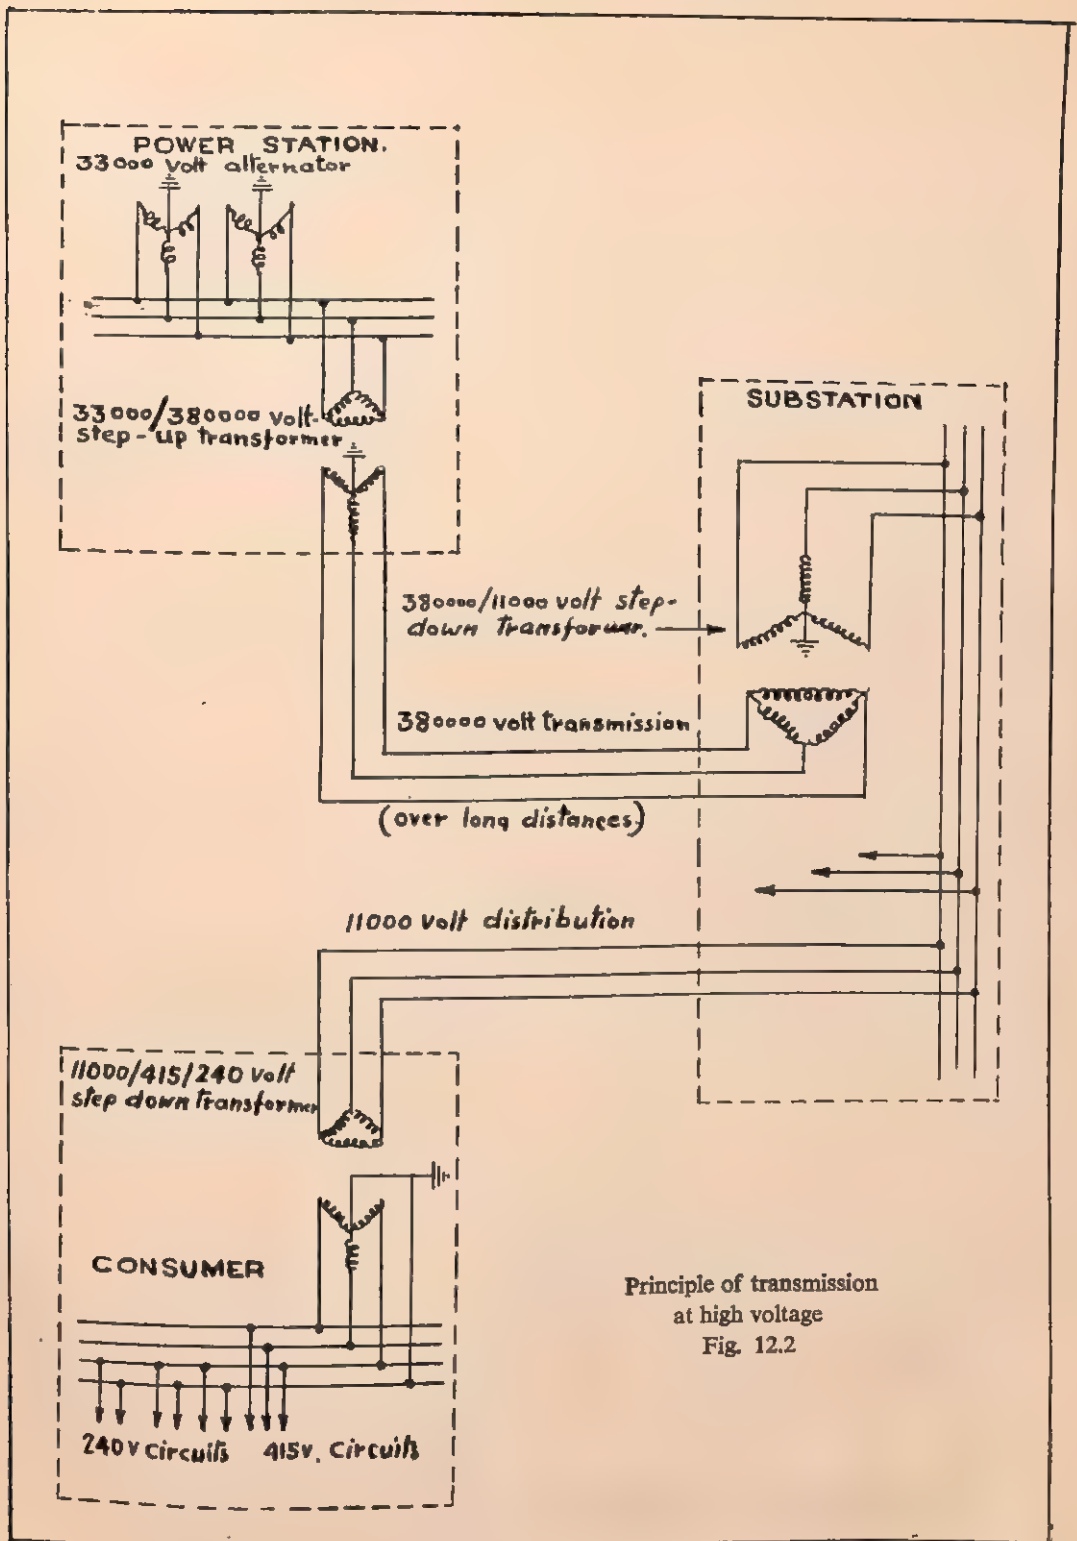 POWER STATION.
33000 Volt alternator
33000/380000 Volt
step-up transformer
SUBSTATION
380000/11000 volt step-
down Transformer.
380000 volt transmission
(over long distances)
11000 Volt distribution
11000/415/240 Volt
step down transformer
CONSUMER
240V Circuits 415V. Circuits
Principle of transmission
at high voltage
Fig. 12.2